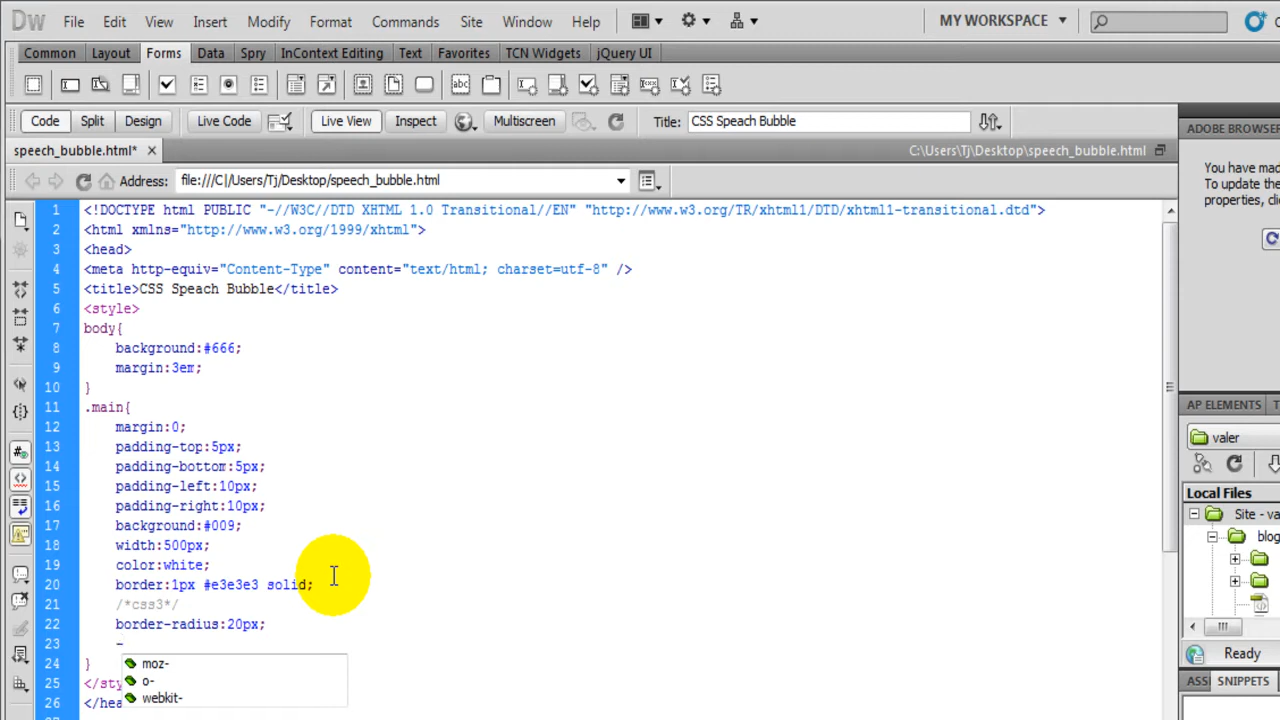 Dw File Edit View Insert Modify Format Commands Site Window Help MY WORKSPACE
Common Layout Forms Data Spry InContext Editing Text Favorites TCN Widgets jQuery UI
abc
Code Split Design Live Code Live View Inspect Multiscreen Title: CSS Speach Bubble
ADOBE BROWSER
speech_bubble.html* × C:\Users\Tj\Desktop\speech_bubble.html
You have mad
To update the
properties, clic
Address: file:///C|/Users/Tj/Desktop/speech_bubble.html
1 <!DOCTYPE html PUBLIC "-//W3C//DTD XHTML 1.0 Transitional//EN" "http://www.w3.org/TR/xhtml1/DTD/xhtml1-transitional.dtd">
2 <html xmlns="http://www.w3.org/1999/xhtml">
3 <head>
4 <meta http-equiv="Content-Type" content="text/html; charset=utf-8" />
5 <title>CSS Speach Bubble</title>
6 <style>
7 body{
8 background:#666;
9 margin:3em;
10 }
11 .main{
12 margin:0;
13 padding-top:5px;
14 padding-bottom:5px;
15 padding-left:10px;
16 padding-right:10px;
17 background:#009;
18 width:500px;
19 color:white;
20 border:1px #e3e3e3 solid;
21 /*css3*/
22 border-radius:20px;
23 -
24 }
25 </sty
26 </hea
moz-
o-
webkit-
AP ELEMENTS T
valer
Local Files
Site - va
blog
Ready
ASS SNIPPETS